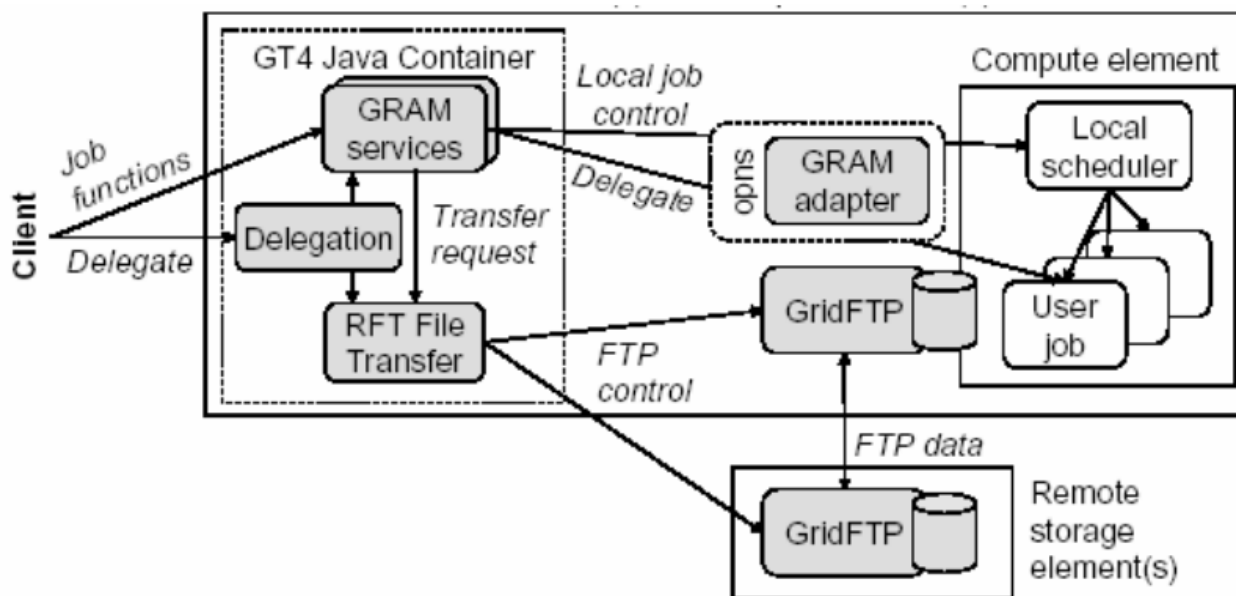 GT4 Java Container
Compute element
GRAM
services
Local job
control
Local
scheduler
Job
functions
Delegate
opns
GRAM
adapter
Client
Delegation
Delegate
Transfer
request
RFT File
Transfer
FTP
control
GridFTP
User
job
FTP data
GridFTP
Remote
storage
element(s)